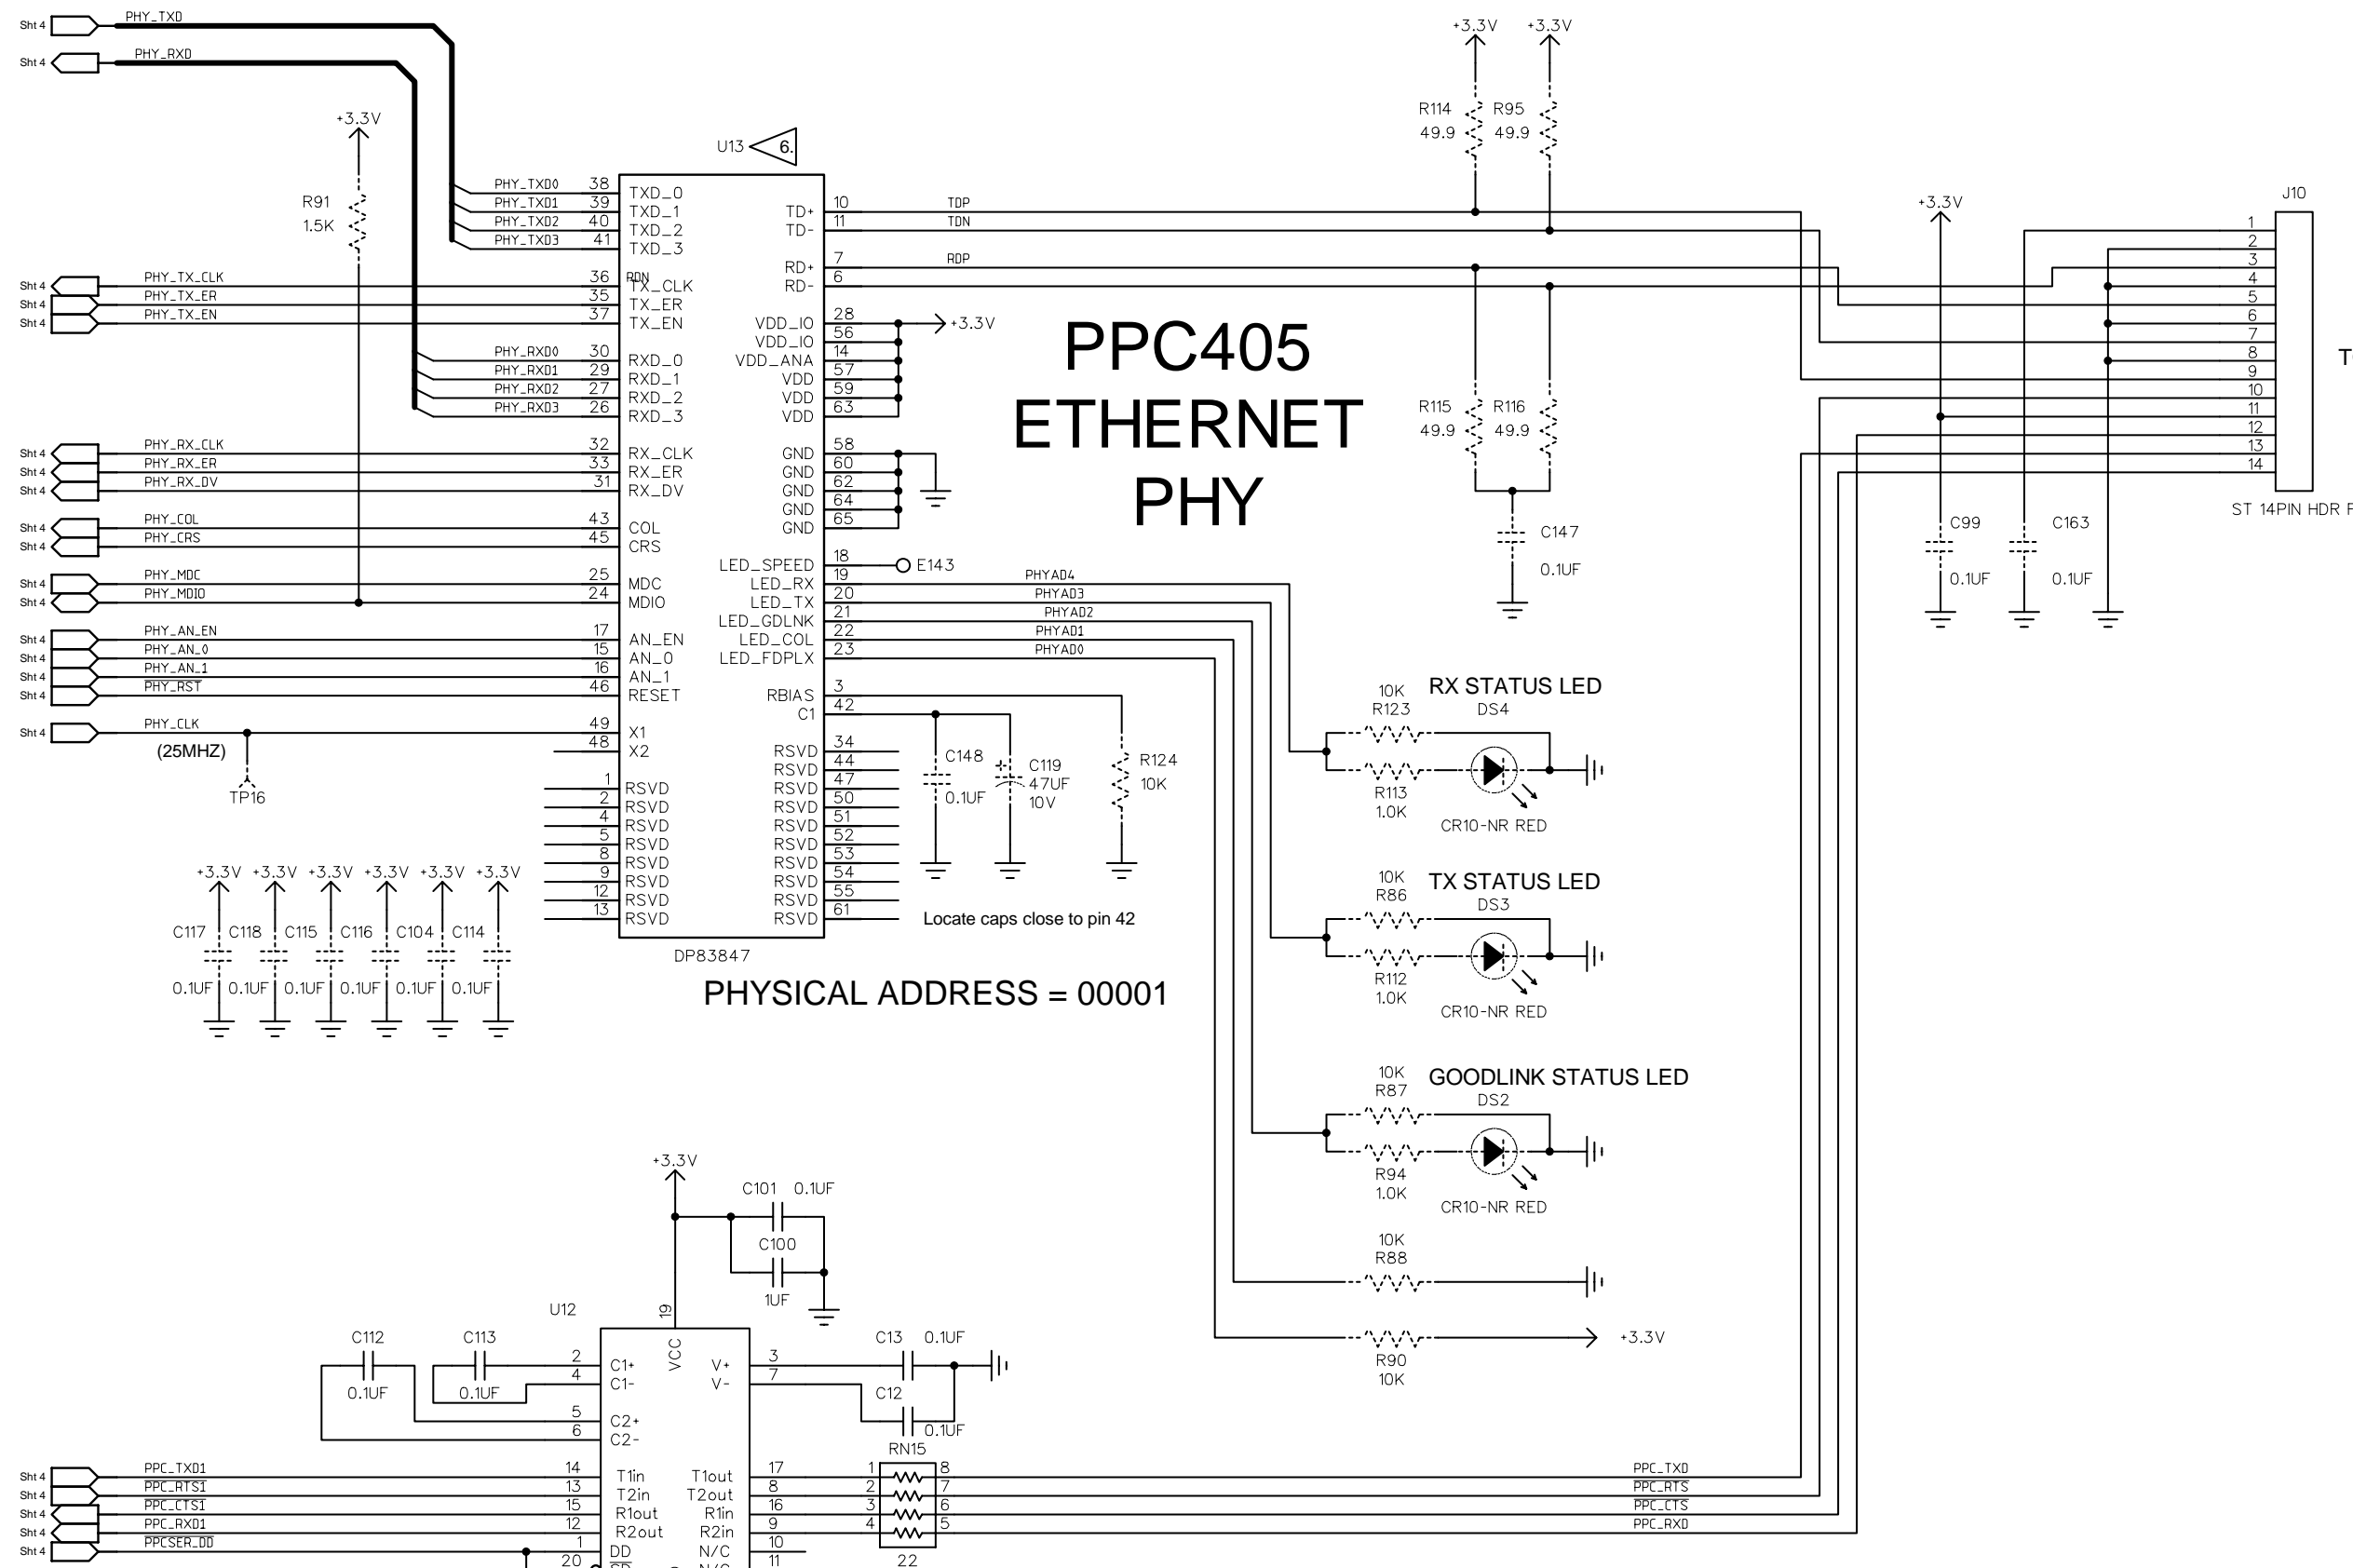 Sht 4 PHY_TXD
Sht 4 PHY_RXD
+3.3V
R91
1.5K
U13 6.
PHY_TXD0 38 TXD_0
PHY_TXD1 39 TXD_1
PHY_TXD2 40 TXD_2
PHY_TXD3 41 TXD_3
Sht 4 PHY_TX_CLK 36 RDN TX_CLK
Sht 4 PHY_TX_ER 35 TX_ER
Sht 4 PHY_TX_EN 37 TX_EN
PHY_RXD0 30 RXD_0
PHY_RXD1 29 RXD_1
PHY_RXD2 27 RXD_2
PHY_RXD3 26 RXD_3
Sht 4 PHY_RX_CLK 32 RX_CLK
Sht 4 PHY_RX_ER 33 RX_ER
Sht 4 PHY_RX_DV 31 RX_DV
Sht 4 PHY_COL 43 COL
Sht 4 PHY_CRS 45 CRS
Sht 4 PHY_MDC 25 MDC
Sht 4 PHY_MDIO 24 MDIO
Sht 4 PHY_AN_EN 17 AN_EN
Sht 4 PHY_AN_0 15 AN_0
Sht 4 PHY_AN_1 16 AN_1
Sht 4 PHY_RST 46 RESET
Sht 4 PHY_CLK 49 X1
(25MHZ) 48 X2
TP16
1 RSVD
2 RSVD
4 RSVD
5 RSVD
8 RSVD
9 RSVD
12 RSVD
13 RSVD
TD+ 10 TDP
TD- 11 TDN
RD+ 7 RDP
RD- 6
VDD_IO 28 +3.3V
VDD_IO 56
VDD_ANA 14
VDD 57
VDD 59
VDD 63
GND 58
GND 60
GND 62
GND 64
GND 65
LED_SPEED 18 E143
LED_RX 19 PHYAD4
LED_TX 20 PHYAD3
LED_GDLNK 21 PHYAD2
LED_COL 22 PHYAD1
LED_FDPLX 23 PHYAD0
RBIAS 3
C1 42
RSVD 34
RSVD 44
RSVD 47
RSVD 50
RSVD 51
RSVD 52
RSVD 53
RSVD 54
RSVD 55
RSVD 61
DP83847
C148
0.1UF
+
C119
47UF
10V
R124
10K
Locate caps close to pin 42
PHYSICAL ADDRESS = 00001
PPC405
ETHERNET
PHY
+3.3V +3.3V
R114 R95
49.9 49.9
R115 R116
49.9 49.9
C147
0.1UF
+3.3V
C99 C163
0.1UF 0.1UF
J10
1
2
3
4
5
6
7
8
9
10
11
12
13
14
ST 14PIN HDR
+3.3V +3.3V +3.3V +3.3V +3.3V +3.3V
C117 C118 C115 C116 C104 C114
0.1UF 0.1UF 0.1UF 0.1UF 0.1UF 0.1UF
10K RX STATUS LED
R123 DS4
R113
1.0K
CR10-NR RED
10K TX STATUS LED
R86 DS3
R112
1.0K
CR10-NR RED
10K GOODLINK STATUS LED
R87 DS2
R94
1.0K
CR10-NR RED
10K
R88
+3.3V
R90
10K
+3.3V
C101 0.1UF
C100
1UF
U12
19
VCC
C112 C113
0.1UF 0.1UF
2 C1+
4 C1-
5 C2+
6 C2-
V+ 3
V- 7
C13 0.1UF
C12
0.1UF
RN15
Sht 4 PPC_TXD1 14 T1in T1out 17 1 8 PPC_TXD
Sht 4 PPC_RTS1 13 T2in T2out 8 2 7 PPC_RTS
Sht 4 PPC_CTS1 15 R1out R1in 16 3 6 PPC_CTS
Sht 4 PPC_RXD1 12 R2out R2in 9 4 5 PPC_RXD
Sht 4 PPCSER_DD 1 DD N/C 10
20 11
22